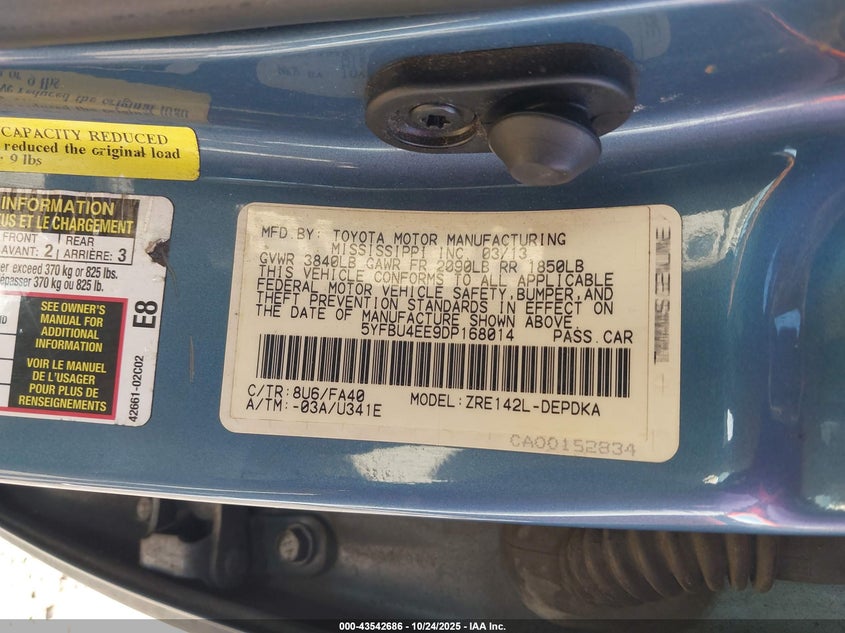 CAPACITY REDUCED
reduced the original load
9 lbs
INFORMATION
US ET LE CHARGEMENT
FRONT
AVANT: 2
REAR
ARRIÈRE: 3
er exceed 370 kg or 825 lbs.
épasser 370 kg ou 825 lb.
SEE OWNER'S
MANUAL FOR
ADDITIONAL
INFORMATION
VOIR LE MANUEL
DE L'USAGER
POUR PLUS DE
RENSEIGNEMENTS
E8
42661-02C02
MFD.BY: TOYOTA MOTOR MANUFACTURING
MISSISSIPPI INC. 03/13
GVWR 3840LB GAWR FR 2090LB RR 1850LB
THIS VEHICLE CONFORMS TO ALL APPLICABLE
FEDERAL MOTOR VEHICLE SAFETY,BUMPER,AND
THEFT PREVENTION STANDARDS IN EFFECT ON
THE DATE OF MANUFACTURE SHOWN ABOVE.
5YFBU4EE9DP168014 PASS.CAR
C/TR:8U6/FA40
A/TM:-03A/U341E
MODEL:ZRE142L-DEPDKA
CA00152834
000-43542686 - 10/24/2025 - IAA Inc.